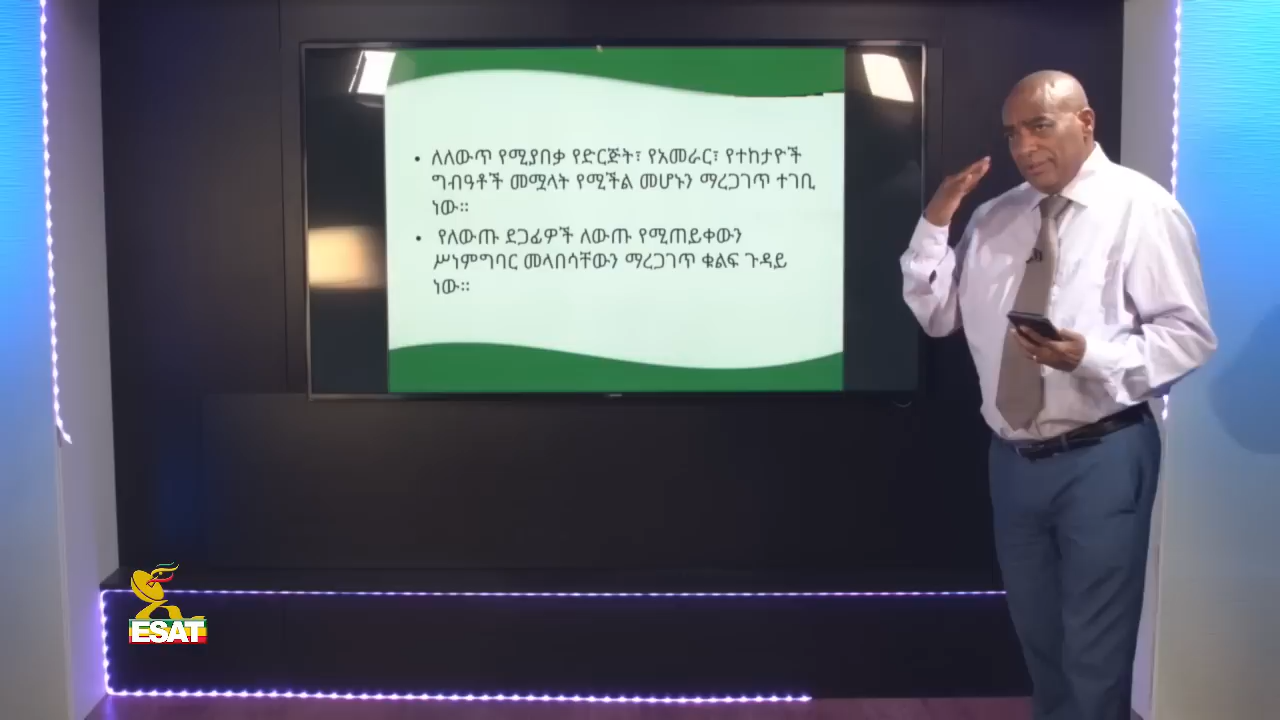 • ለለውጥ የሚያበቃ የድርጅት፣ የአመራር፣ የተከታዮች
ግብዓቶች መሟላት የሚችል መሆኑን ማረጋገጥ ተገቢ
ነው።
• የለውጡ ደጋፊዎች ለውጡ የሚጠይቀውን
ሥነምግባር መላበሳቸውን ማረጋገጥ ቁልፍ ጉዳይ
ነው።
ESAT